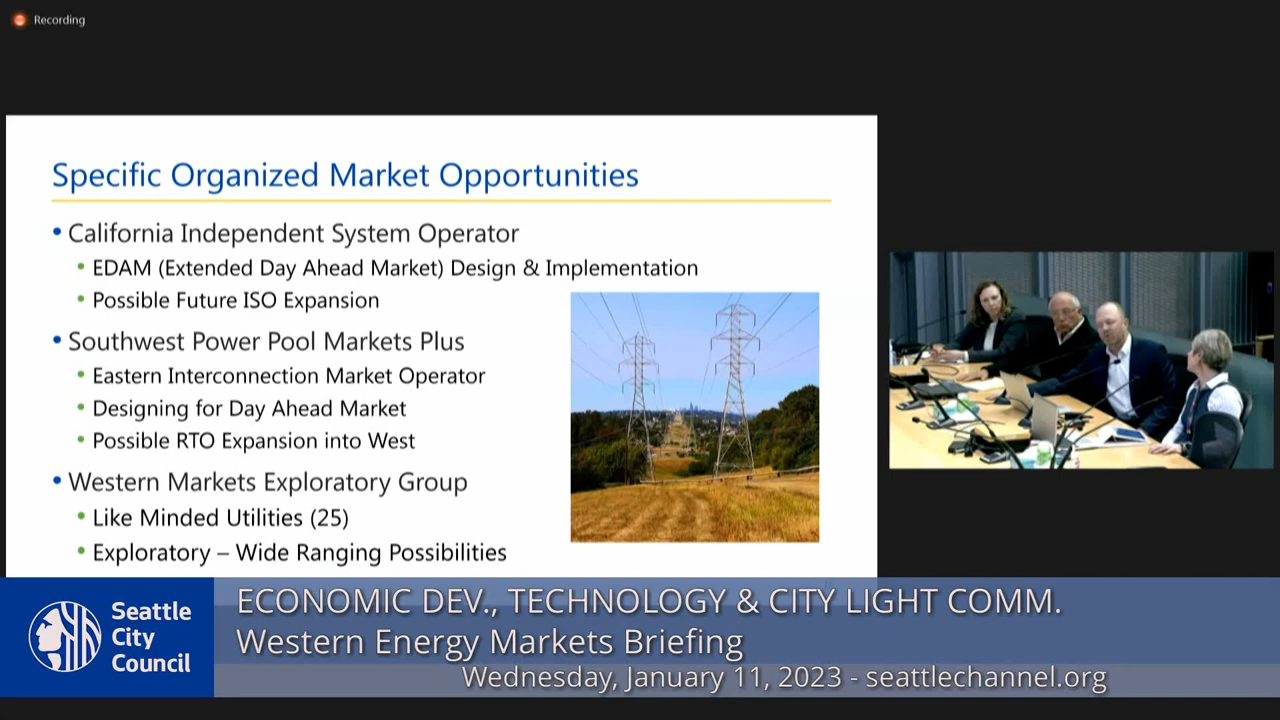 Recording
Specific Organized Market Opportunities
• California Independent System Operator
• EDAM (Extended Day Ahead Market) Design & Implementation
• Possible Future ISO Expansion
• Southwest Power Pool Markets Plus
• Eastern Interconnection Market Operator
• Designing for Day Ahead Market
• Possible RTO Expansion into West
• Western Markets Exploratory Group
• Like Minded Utilities (25)
• Exploratory – Wide Ranging Possibilities
Seattle
City
Council
ECONOMIC DEV., TECHNOLOGY & CITY LIGHT COMM.
Western Energy Markets Briefing
Wednesday, January 11, 2023 - seattlechannel.org